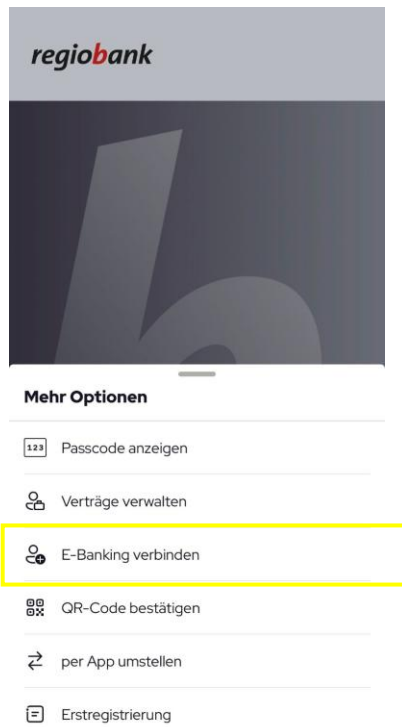 regiobank
Mehr Optionen
123 Passcode anzeigen
Verträge verwalten
E-Banking verbinden
QR-Code bestätigen
per App umstellen
Erstregistrierung